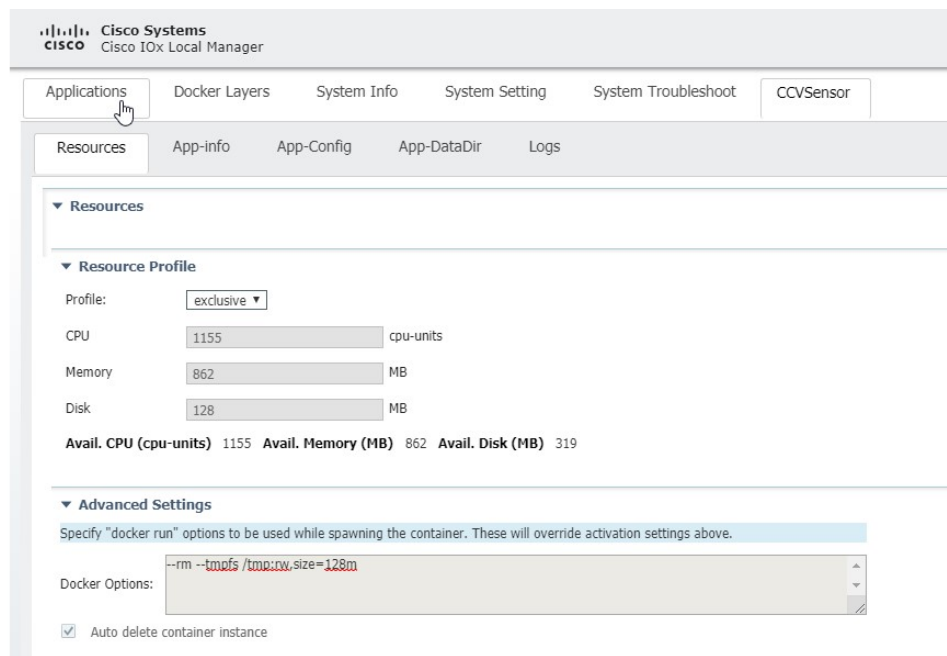 Cisco Systems
CISCO Cisco IOx Local Manager
Applications Docker Layers System Info System Setting System Troubleshoot CCVSensor
Resources App-info App-Config App-DataDir Logs
Resources
Resource Profile
Profile: exclusive
CPU 1155 cpu-units
Memory 862 MB
Disk 128 MB
Avail. CPU (cpu-units) 1155 Avail. Memory (MB) 862 Avail. Disk (MB) 319
Advanced Settings
Specify "docker run" options to be used while spawning the container. These will override activation settings above.
--rm --tmpfs /tmp:rw,size=128m
Docker Options:
Auto delete container instance